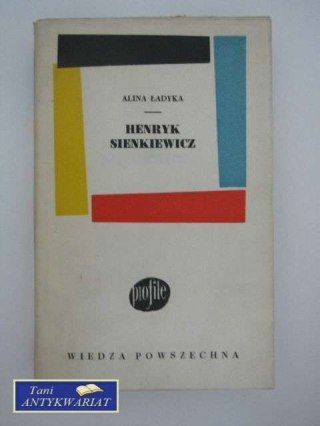 ALINA ŁADYKA
HENRYK
SIENKIEWICZ
profile
WIEDZA POWSZECHNA
Tani
ANTYKWARIAT